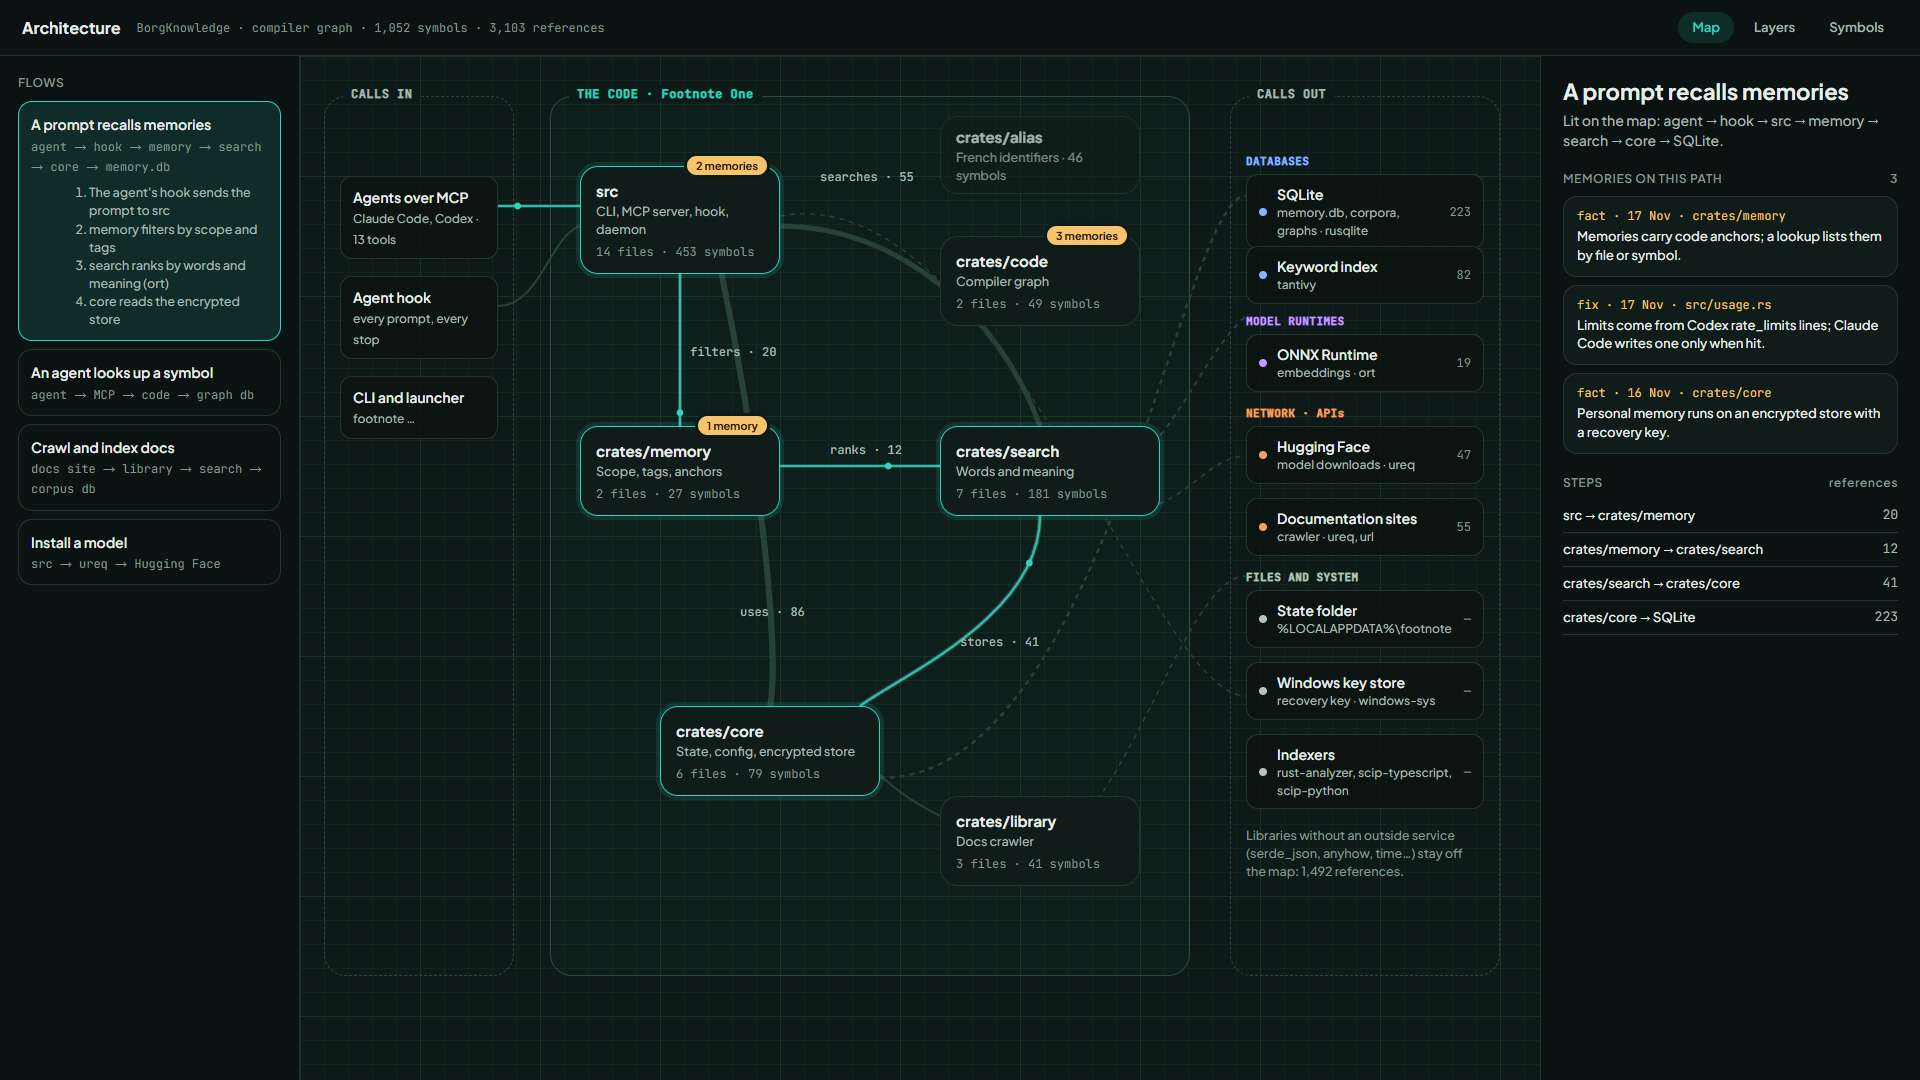 Architecture
BorgKnowledge · compiler graph · 1,052 symbols · 3,103 references
Map
Layers
Symbols
FLOWS
A prompt recalls memories
agent → hook → memory → search
→ core → memory.db
1. The agent's hook sends the
prompt to src
2. memory filters by scope and
tags
3. search ranks by words and
meaning (ort)
4. core reads the encrypted
store
An agent looks up a symbol
agent → MCP → code → graph db
Crawl and index docs
docs site → library → search →
corpus db
Install a model
src → ureq → Hugging Face
CALLS IN
Agents over MCP
Claude Code, Codex ·
13 tools
Agent hook
every prompt, every
stop
CLI and launcher
footnote …
THE CODE · Footnote One
2 memories
src
CLI, MCP server, hook,
daemon
14 files · 453 symbols
searches · 55
crates/alias
French identifiers · 46
symbols
3 memories
crates/code
Compiler graph
2 files · 49 symbols
filters · 20
1 memory
crates/memory
Scope, tags, anchors
2 files · 27 symbols
ranks · 12
crates/search
Words and meaning
7 files · 181 symbols
uses · 86
stores · 41
crates/core
State, config, encrypted store
6 files · 79 symbols
crates/library
Docs crawler
3 files · 41 symbols
CALLS OUT
DATABASES
SQLite
memory.db, corpora,
graphs · rusqlite
223
Keyword index
tantivy
82
MODEL RUNTIMES
ONNX Runtime
embeddings · ort
19
NETWORK · APIs
Hugging Face
model downloads · ureq
47
Documentation sites
crawler · ureq, url
55
FILES AND SYSTEM
State folder
%LOCALAPPDATA%\footnote
—
Windows key store
recovery key · windows-sys
—
Indexers
rust-analyzer, scip-typescript,
scip-python
—
Libraries without an outside service
(serde_json, anyhow, time…) stay off
the map: 1,492 references.
A prompt recalls memories
Lit on the map: agent → hook → src → memory →
search → core → SQLite.
MEMORIES ON THIS PATH 3
fact · 17 Nov · crates/memory
Memories carry code anchors; a lookup lists them
by file or symbol.
fix · 17 Nov · src/usage.rs
Limits come from Codex rate_limits lines; Claude
Code writes one only when hit.
fact · 16 Nov · crates/core
Personal memory runs on an encrypted store with
a recovery key.
STEPS references
src → crates/memory 20
crates/memory → crates/search 12
crates/search → crates/core 41
crates/core → SQLite 223